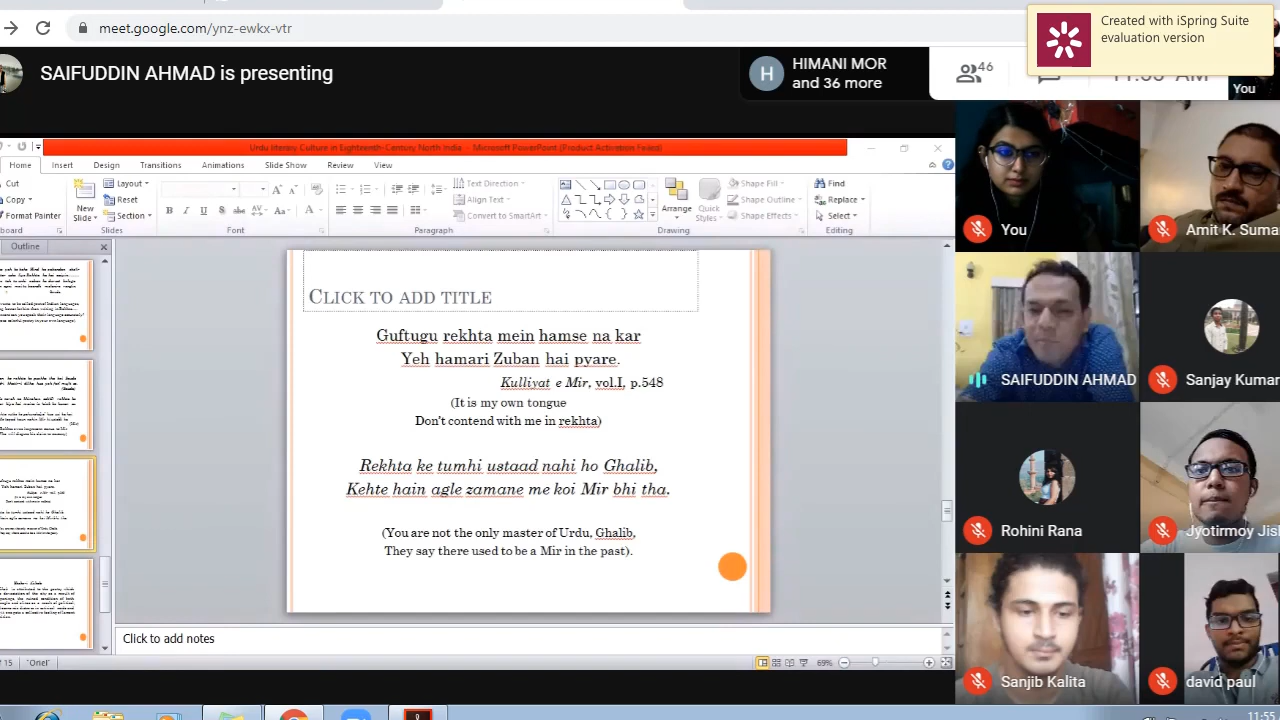 meet.google.com/ynz-ewkx-vtr
Created with iSpring Suite
evaluation version
SAIFUDDIN AHMAD is presenting
H
HIMANI MOR
and 36 more
46
You
Urdu literary Culture in Eighteenth-Century North India - Microsoft PowerPoint (Product Activation Failed)
Home Insert Design Transitions Animations Slide Show Review View
Cut
Copy
Format Painter
New
Slide
Layout
Reset
Section
Text Direction
Align Text
Convert to SmartArt
Arrange
Quick
Styles
Shape Fill
Shape Outline
Shape Effects
Find
Replace
Select
Font Paragraph Drawing Editing
Outline
CLICK TO ADD TITLE
Guftugu rekhta mein hamse na kar
Yeh hamari Zuban hai pyare.
Kulliyat e Mir, vol.I, p.548
(It is my own tongue
Don't contend with me in rekhta)
Rekhta ke tumhi ustaad nahi ho Ghalib,
Kehte hain agle zamane me koi Mir bhi tha.
(You are not the only master of Urdu, Ghalib,
They say there used to be a Mir in the past).
Click to add notes
15 "Oriel"
69%
You
Amit K. Suma
SAIFUDDIN AHMAD
Sanjay Kumar
Rohini Rana
Jyotirmoy Jis
Sanjib Kalita
david paul
11:55